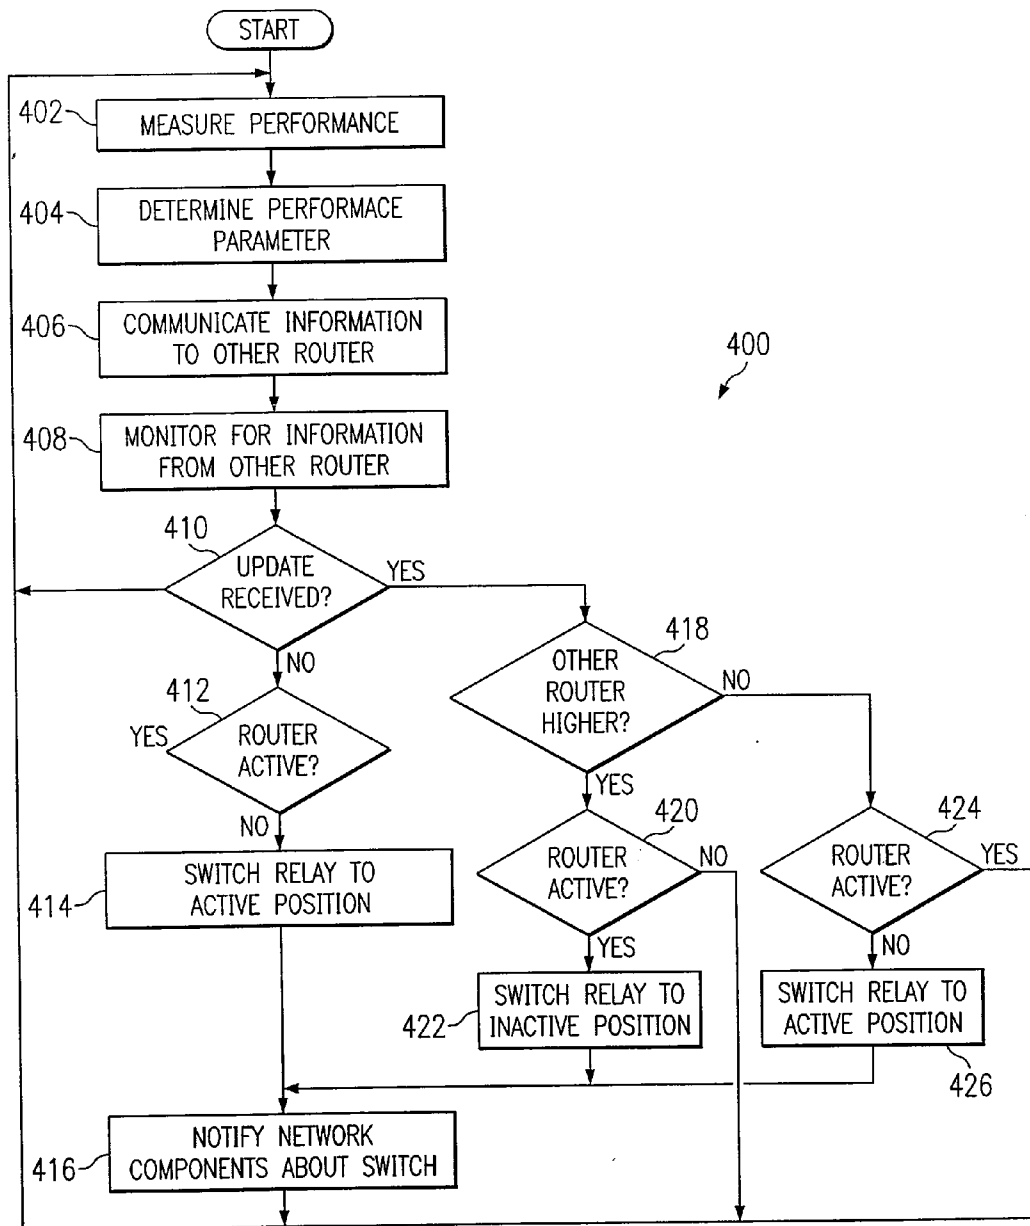 START
402
MEASURE PERFORMANCE
404
DETERMINE PERFORMACE
PARAMETER
406
COMMUNICATE INFORMATION
TO OTHER ROUTER
400
408
MONITOR FOR INFORMATION
FROM OTHER ROUTER
410
UPDATE
RECEIVED?
YES
NO
418
OTHER
ROUTER
HIGHER?
NO
YES
412
YES
ROUTER
ACTIVE?
NO
420
ROUTER
ACTIVE?
NO
YES
424
ROUTER
ACTIVE?
YES
NO
414
SWITCH RELAY TO
ACTIVE POSITION
422
SWITCH RELAY TO
INACTIVE POSITION
SWITCH RELAY TO
ACTIVE POSITION
426
416
NOTIFY NETWORK
COMPONENTS ABOUT SWITCH